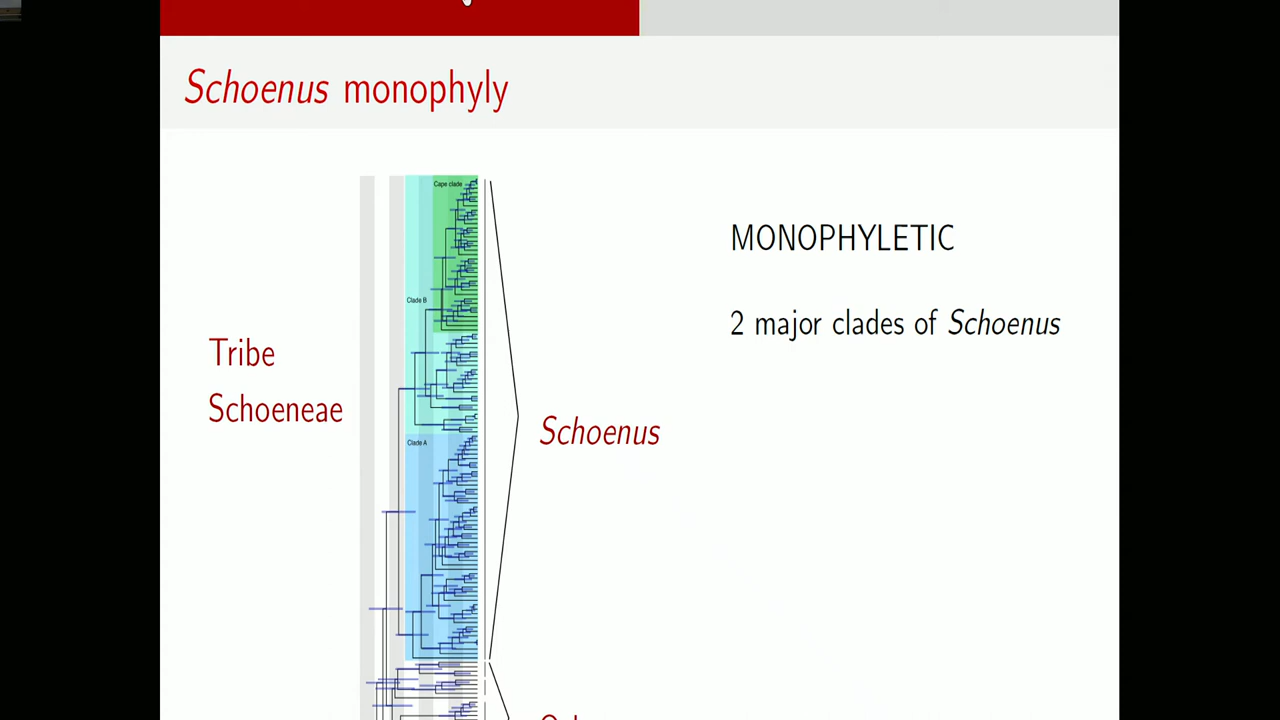 Schoenus monophyly
Cape clade
MONOPHYLETIC
Clade B
2 major clades of Schoenus
Tribe
Schoeneae
Schoenus
Clade A